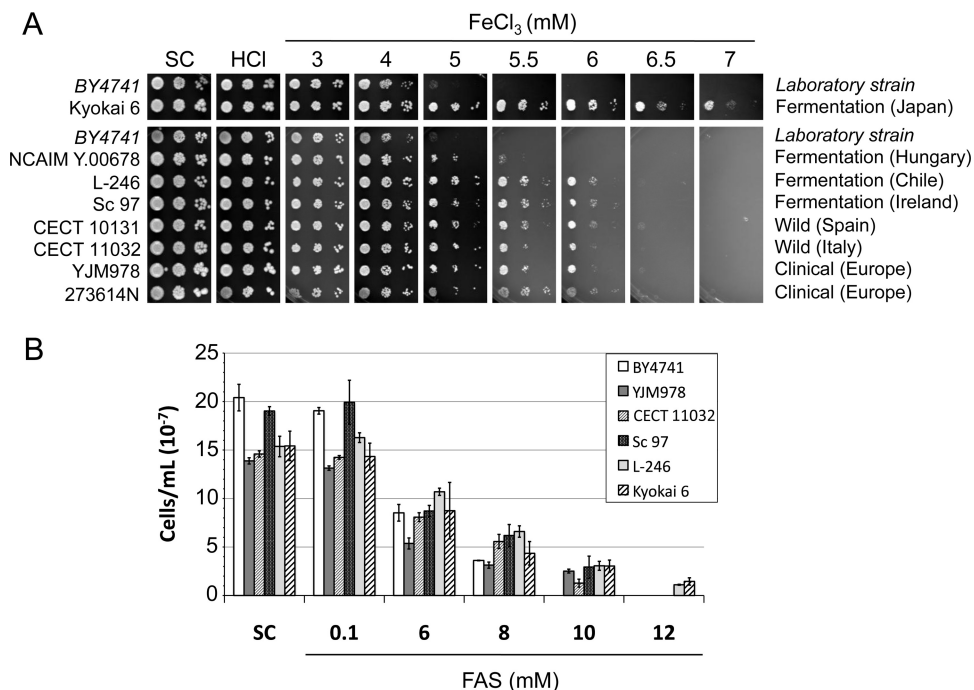 A
FeCl3 (mM)
SC HCl 3 4 5 5.5 6 6.5 7
BY4741 Laboratory strain
Kyokai 6 Fermentation (Japan)
BY4741 Laboratory strain
NCAIM Y.00678 Fermentation (Hungary)
L-246 Fermentation (Chile)
Sc 97 Fermentation (Ireland)
CECT 10131 Wild (Spain)
CECT 11032 Wild (Italy)
YJM978 Clinical (Europe)
273614N Clinical (Europe)
B
25
20
15
10
5
0
Cells/mL (10-7)
BY4741
YJM978
CECT 11032
Sc 97
L-246
Kyokai 6
SC 0.1 6 8 10 12
FAS (mM)